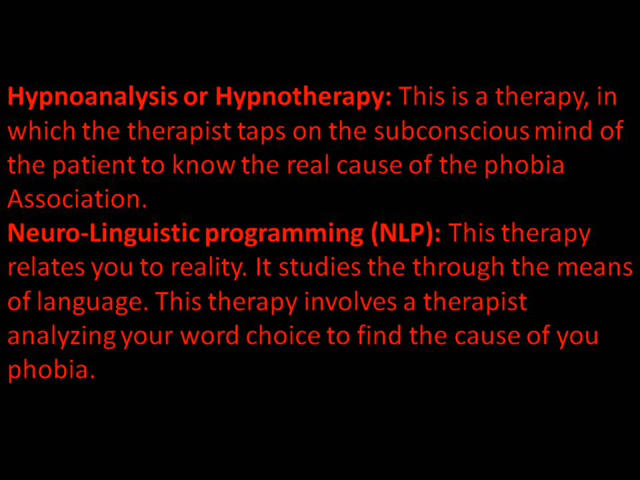 Hypnoanalysis or Hypnotherapy: This is a therapy, in
which the therapist taps on the subconscious mind of
the patient to know the real cause of the phobia
Association.
Neuro-Linguistic programming (NLP): This therapy
relates you to reality. It studies the through the means
of language. This therapy involves a therapist
analyzing your word choice to find the cause of you
phobia.